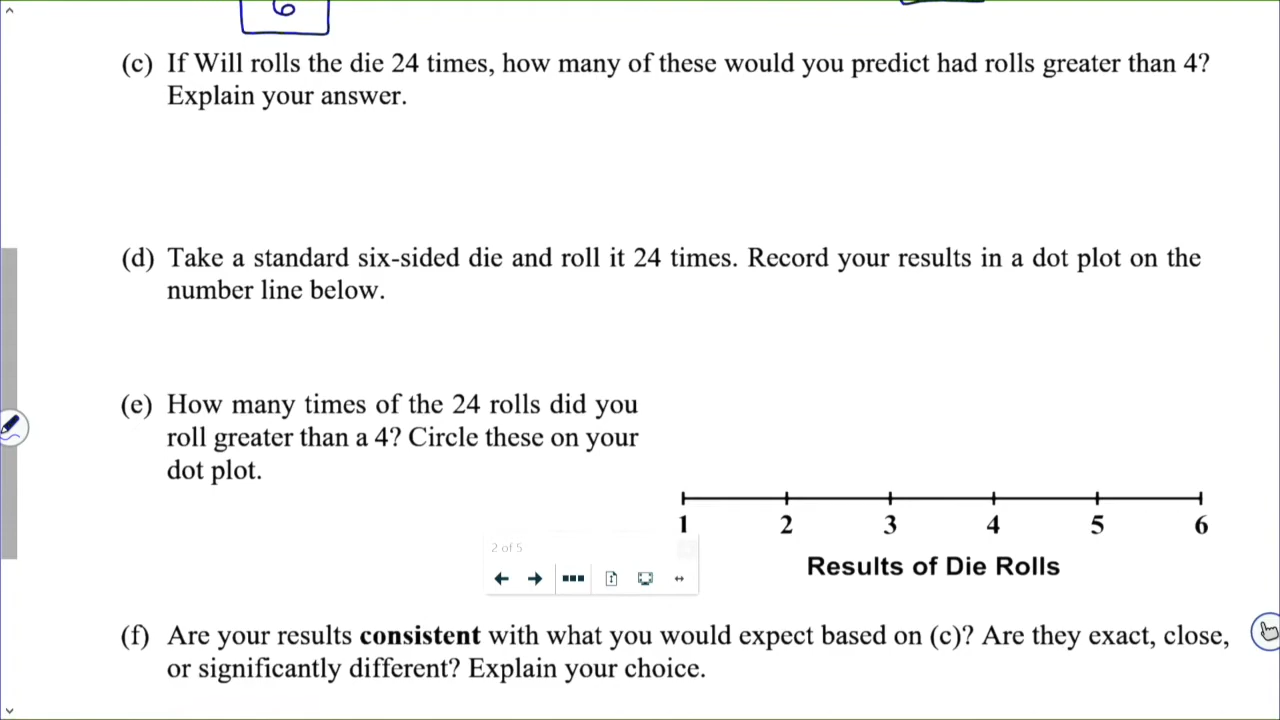 6
(c) If Will rolls the die 24 times, how many of these would you predict had rolls greater than 4?
Explain your answer.
(d) Take a standard six-sided die and roll it 24 times. Record your results in a dot plot on the
number line below.
(e) How many times of the 24 rolls did you
roll greater than a 4? Circle these on your
dot plot.
1 2 3 4 5 6
Results of Die Rolls
2 of 5
(f) Are your results consistent with what you would expect based on (c)? Are they exact, close,
or significantly different? Explain your choice.